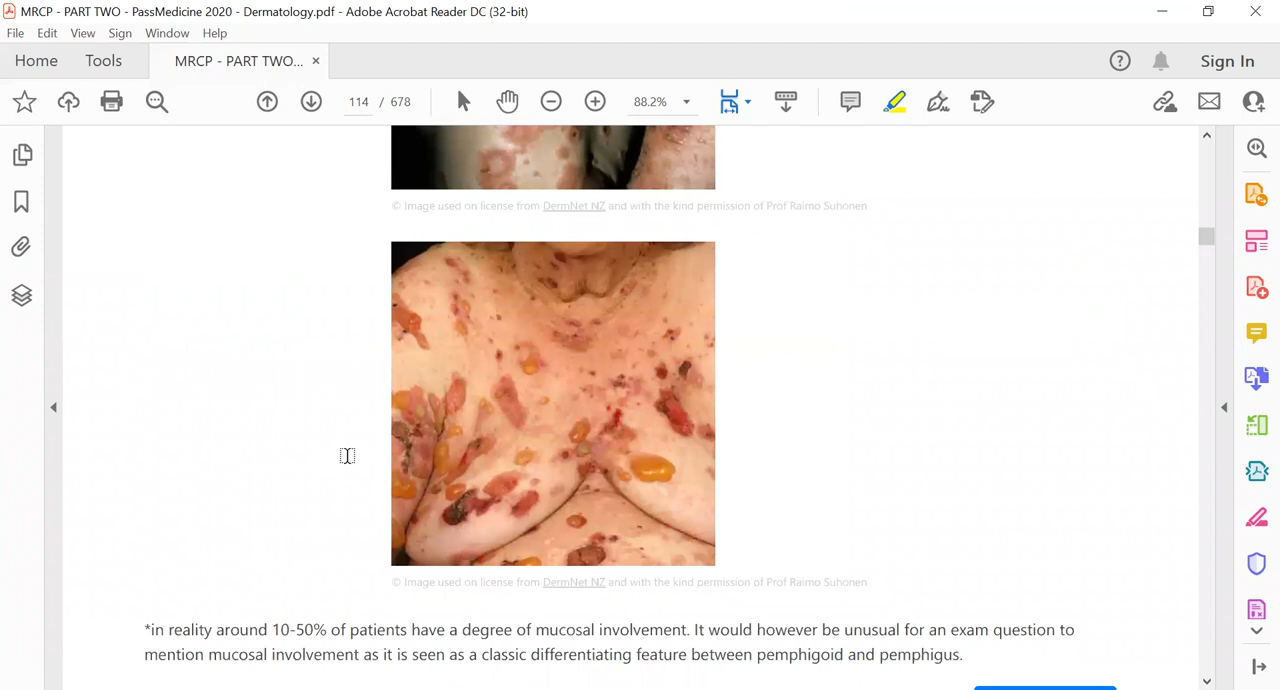 MRCP - PART TWO - PassMedicine 2020 - Dermatology.pdf - Adobe Acrobat Reader DC (32-bit)
File Edit View Sign Window Help
Home Tools MRCP - PART TWO... × Sign In
114 / 678 88.2%
© Image used on license from DermNet NZ and with the kind permission of Prof Raimo Suhonen
© Image used on license from DermNet NZ and with the kind permission of Prof Raimo Suhonen
*in reality around 10-50% of patients have a degree of mucosal involvement. It would however be unusual for an exam question to
mention mucosal involvement as it is seen as a classic differentiating feature between pemphigoid and pemphigus.